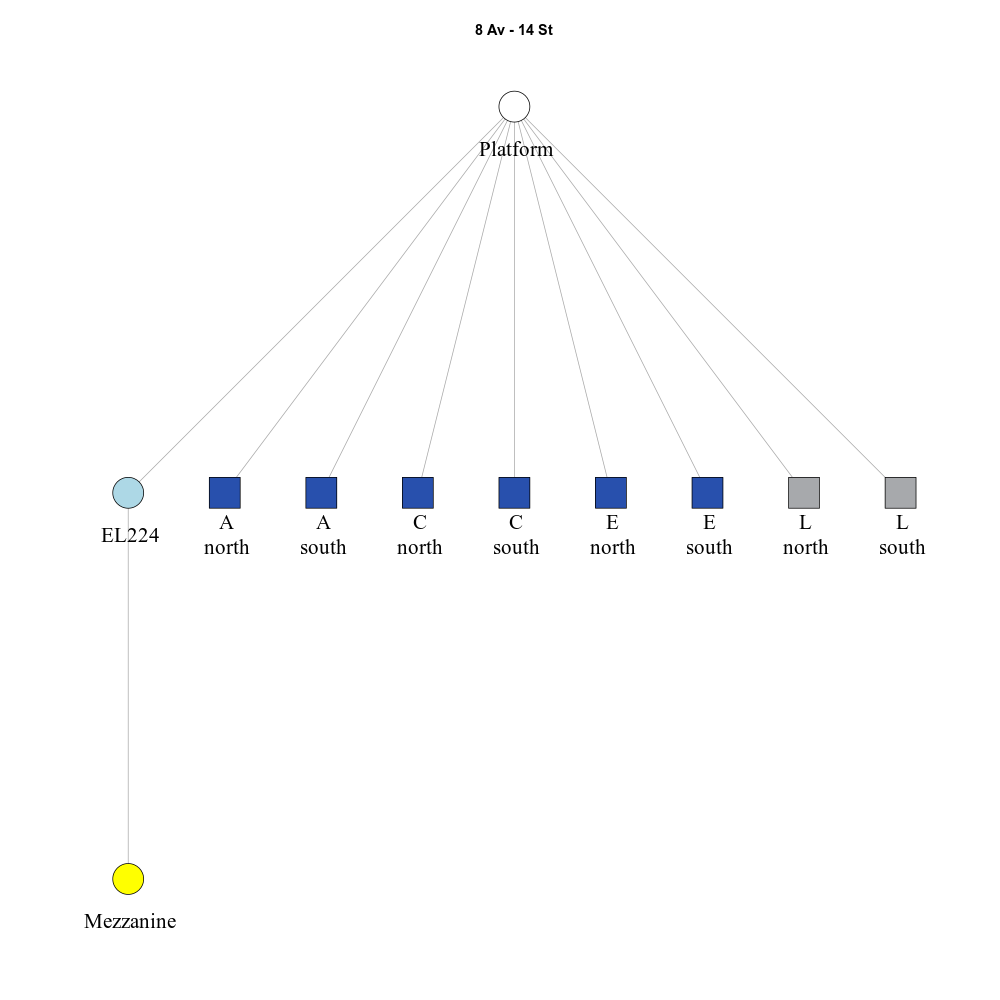 8 Av - 14 St
Platform
EL224
A
north
A
south
C
north
C
south
E
north
E
south
L
north
L
south
Mezzanine